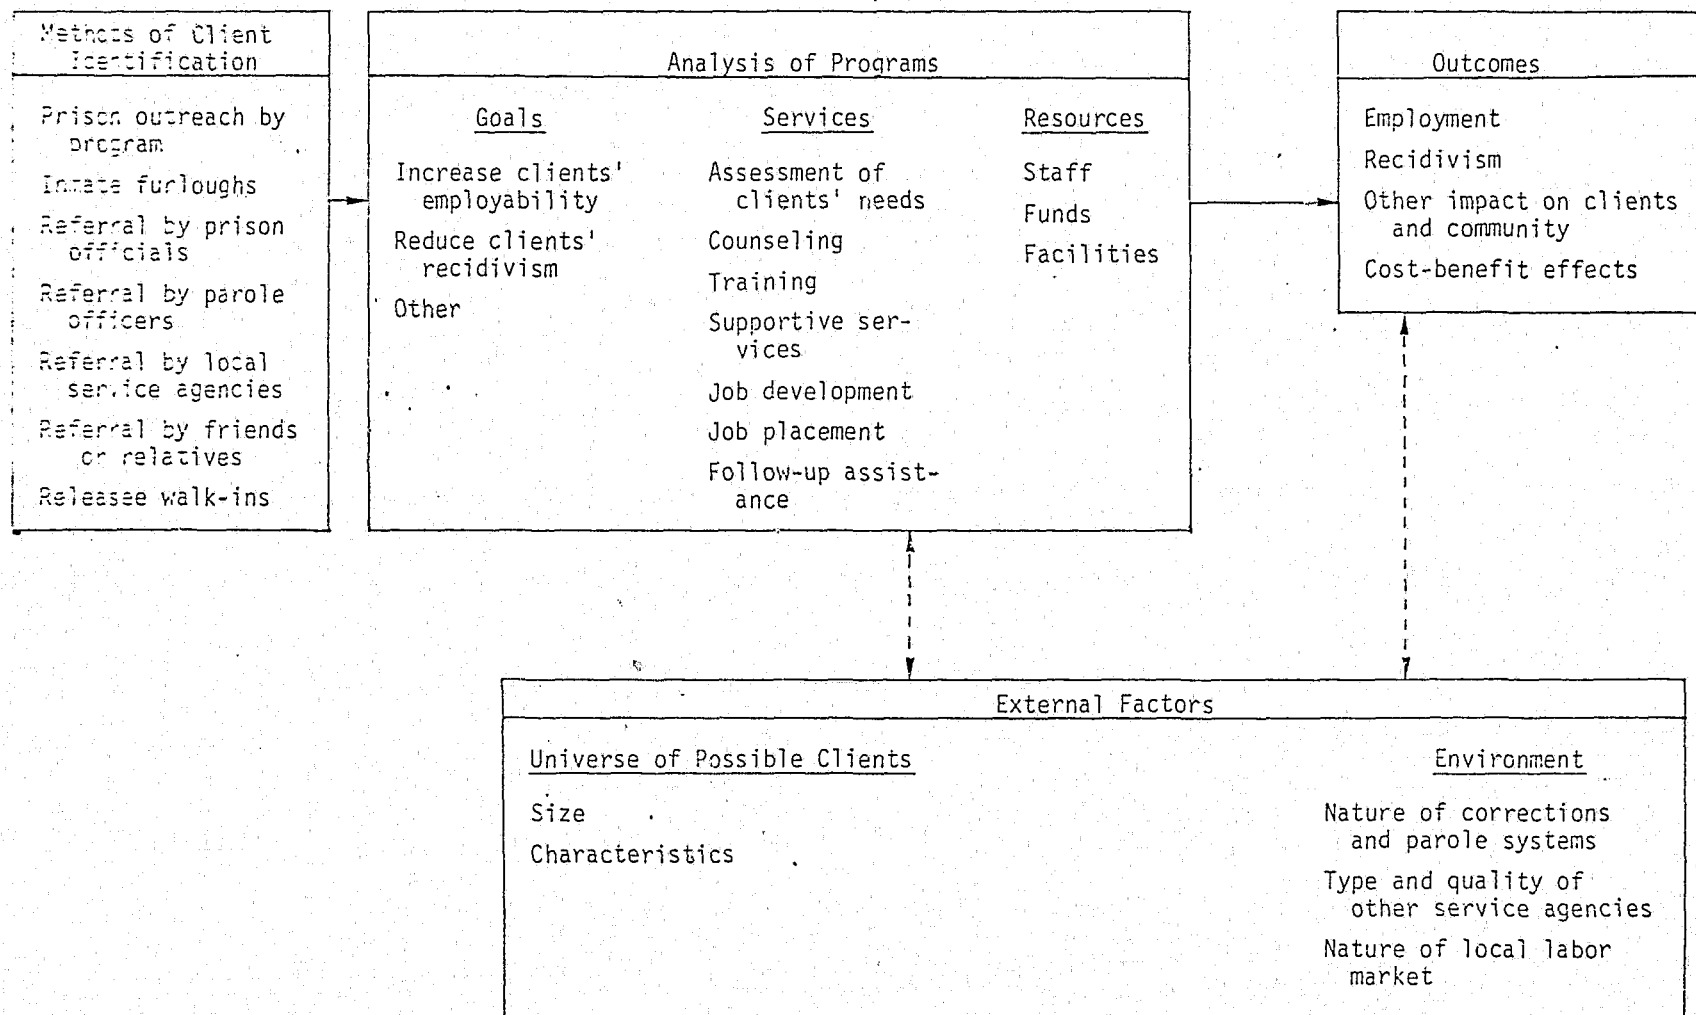 Methods of Client
Identification
Prison outreach by
program
Inmate furloughs
Referral by prison
officials
Referral by parole
officers
Referral by local
service agencies
Referral by friends
or relatives
Releasee walk-ins
Analysis of Programs
Goals
Increase clients'
employability
Reduce clients'
recidivism
Other
Services
Assessment of
clients' needs
Counseling
Training
Supportive ser-
vices
Job development
Job placement
Follow-up assist-
ance
Resources
Staff
Funds
Facilities
Outcomes
Employment
Recidivism
Other impact on clients
and community
Cost-benefit effects
External Factors
Universe of Possible Clients
Size
Characteristics
Environment
Nature of corrections
and parole systems
Type and quality of
other service agencies
Nature of local labor
market